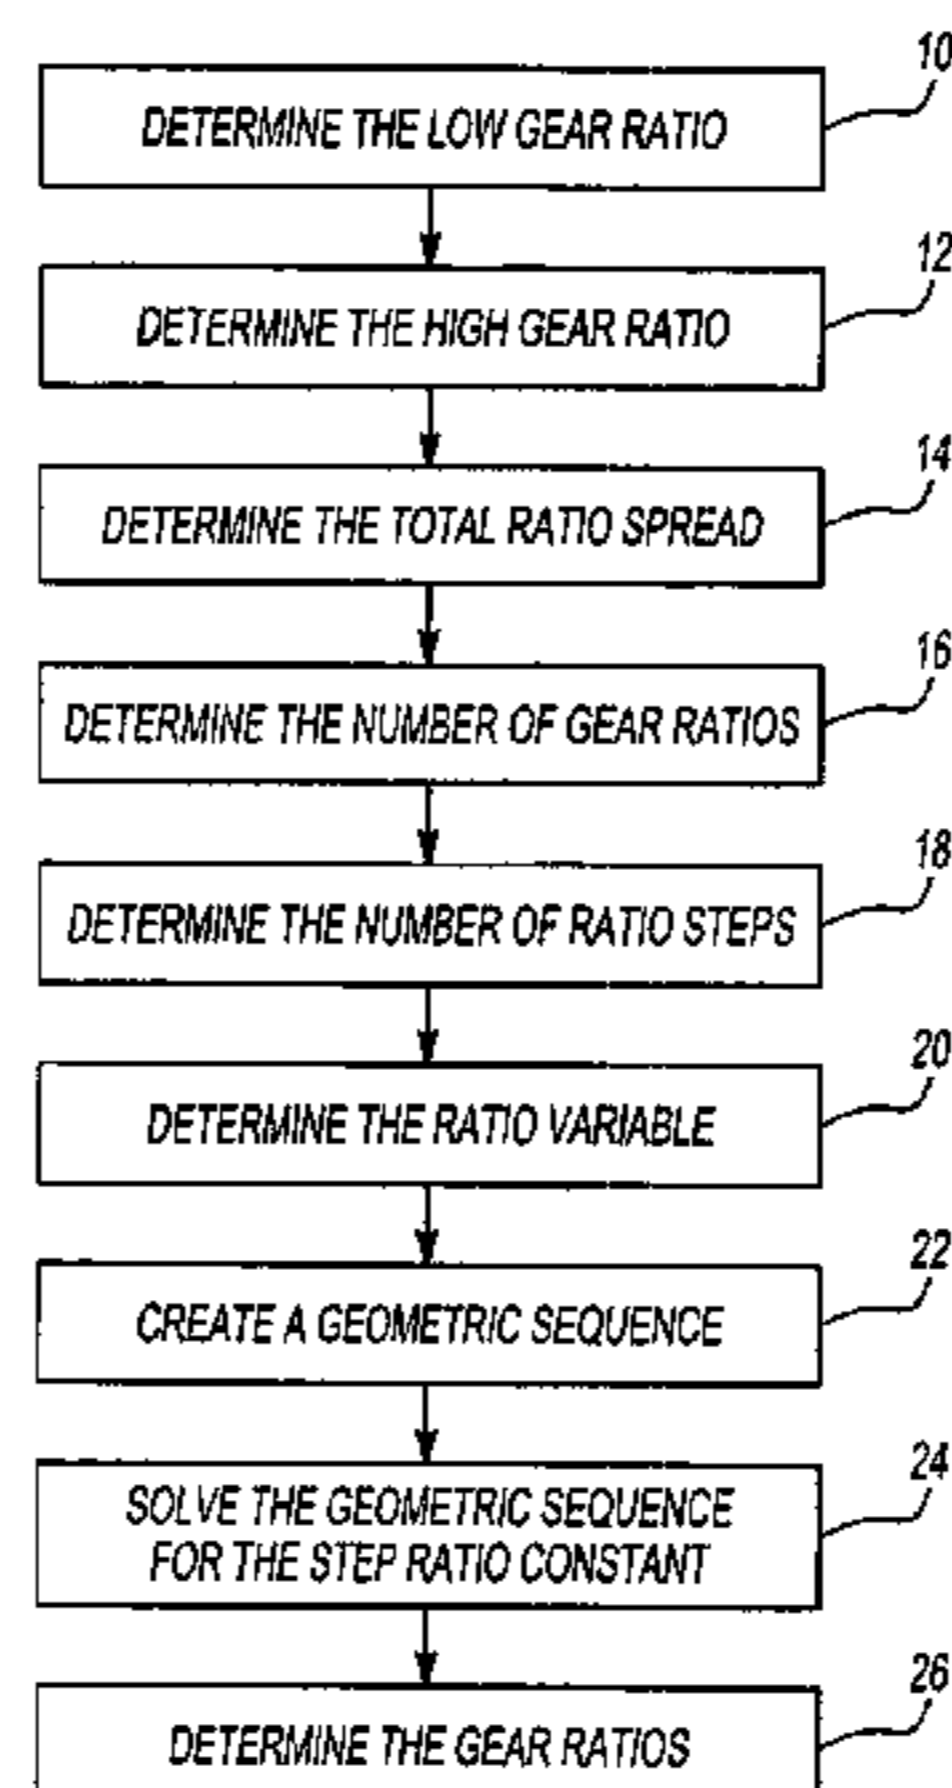 10
DETERMINE THE LOW GEAR RATIO
12
DETERMINE THE HIGH GEAR RATIO
14
DETERMINE THE TOTAL RATIO SPREAD
16
DETERMINE THE NUMBER OF GEAR RATIOS
18
DETERMINE THE NUMBER OF RATIO STEPS
20
DETERMINE THE RATIO VARIABLE
22
CREATE A GEOMETRIC SEQUENCE
24
SOLVE THE GEOMETRIC SEQUENCE
FOR THE STEP RATIO CONSTANT
26
DETERMINE THE GEAR RATIOS